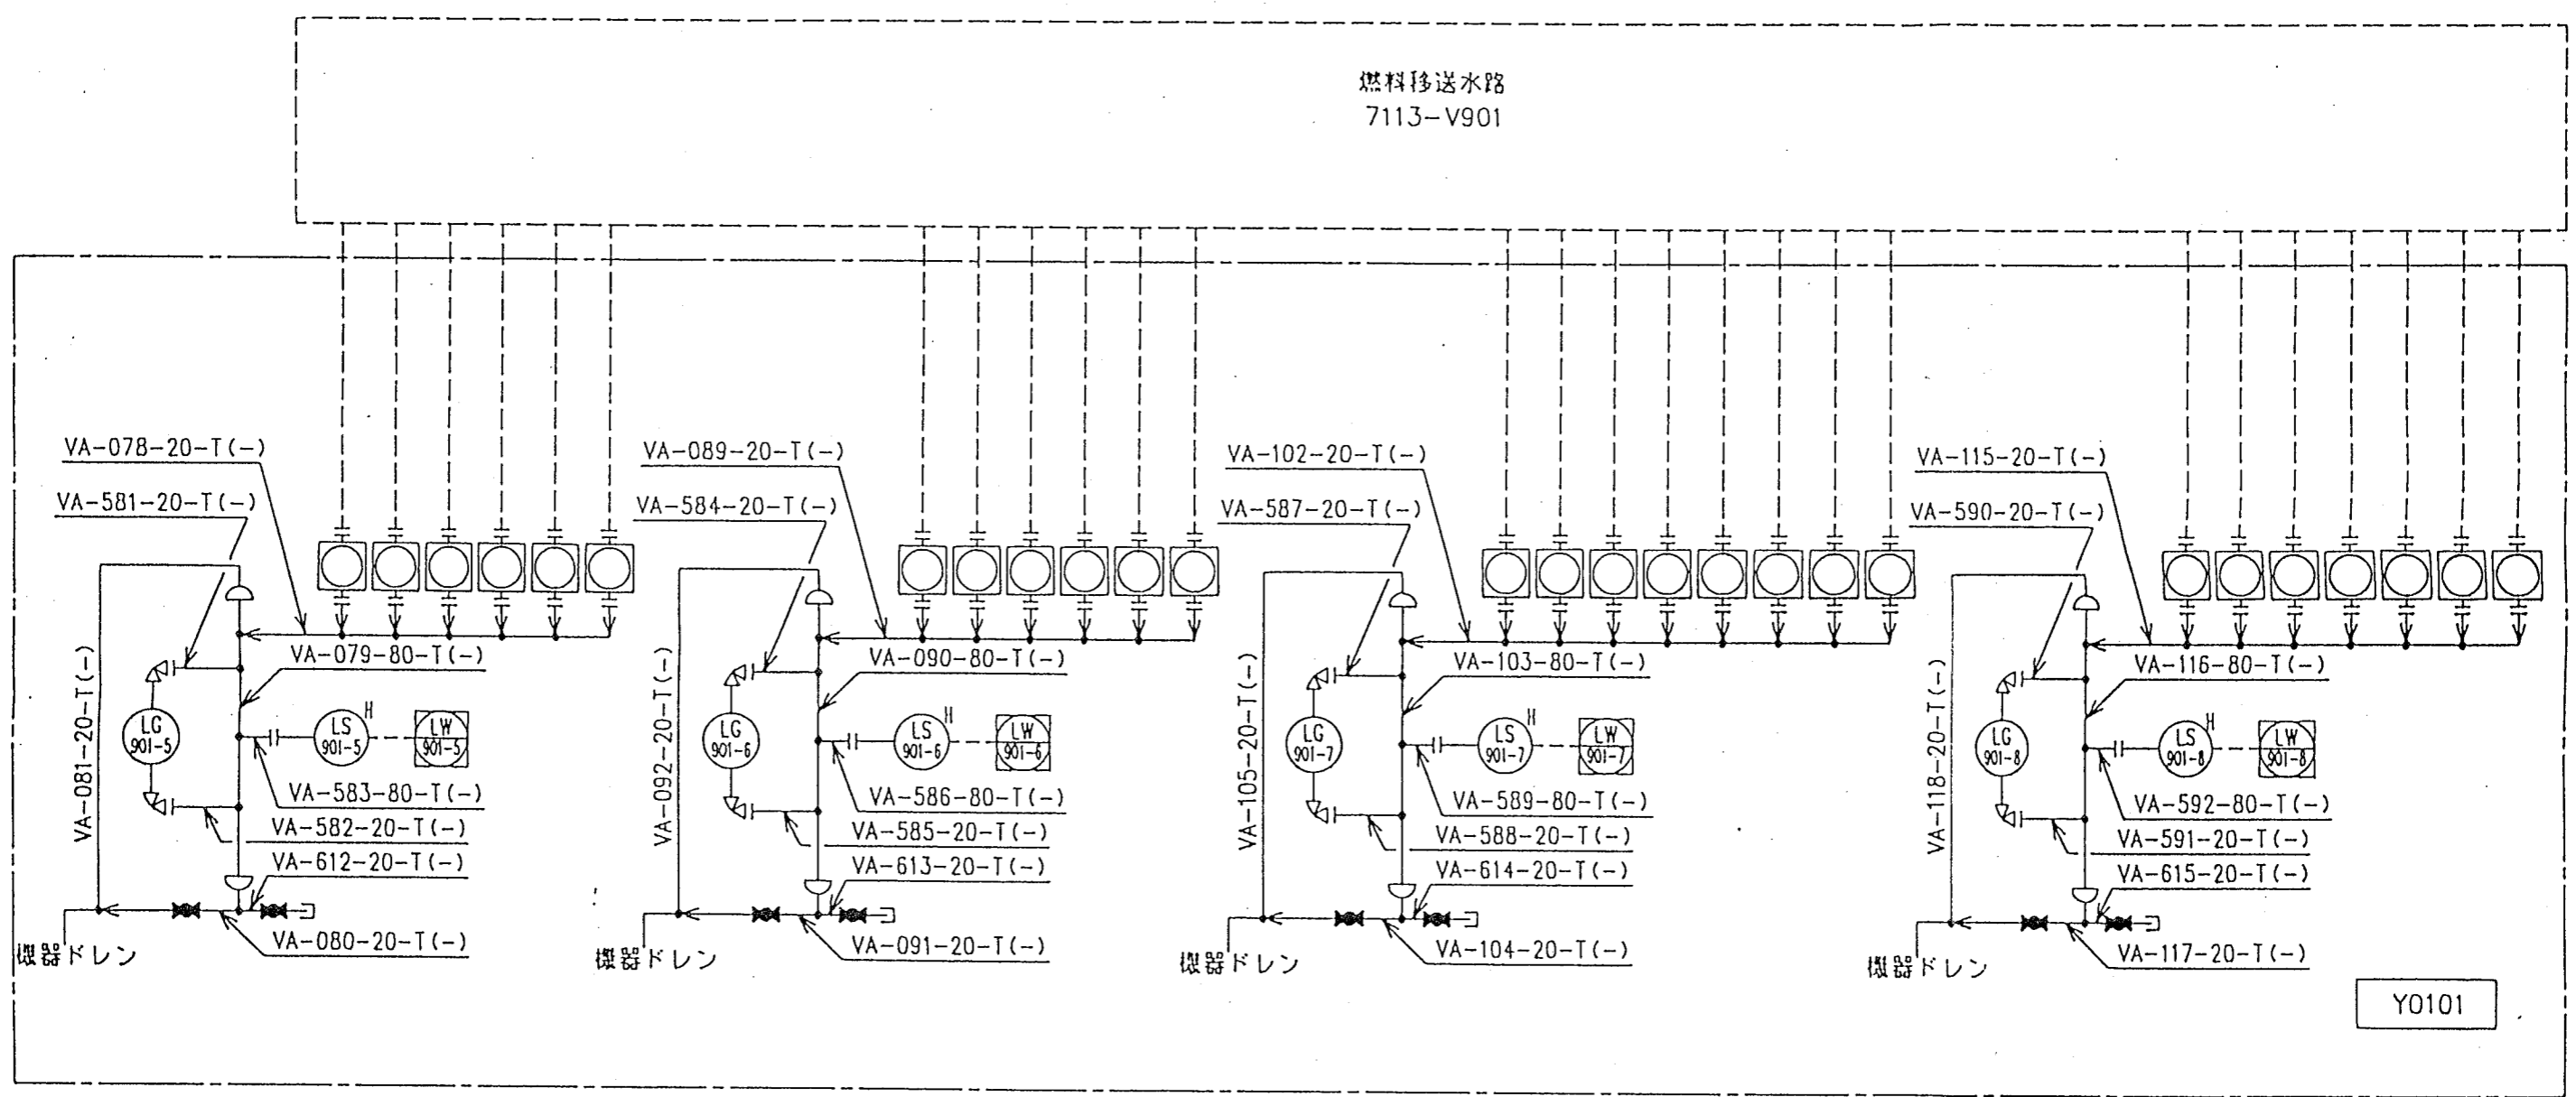 燃料移送水路
7113-V901
VA-078-20-T(-)
VA-581-20-T(-)
VA-081-20-T(-)
VA-079-80-T(-)
LG
901-5
LS
901-5
H
LW
901-5
VA-583-80-T(-)
VA-582-20-T(-)
VA-612-20-T(-)
VA-080-20-T(-)
機器ドレン
VA-089-20-T(-)
VA-584-20-T(-)
VA-092-20-T(-)
VA-090-80-T(-)
LG
901-6
LS
901-6
H
LW
901-6
VA-586-80-T(-)
VA-585-20-T(-)
VA-613-20-T(-)
VA-091-20-T(-)
機器ドレン
VA-102-20-T(-)
VA-587-20-T(-)
VA-105-20-T(-)
VA-103-80-T(-)
LG
901-7
LS
901-7
H
LW
901-7
VA-589-80-T(-)
VA-588-20-T(-)
VA-614-20-T(-)
VA-104-20-T(-)
機器ドレン
VA-115-20-T(-)
VA-590-20-T(-)
VA-118-20-T(-)
VA-116-80-T(-)
LG
901-8
LS
901-8
H
LW
901-8
VA-592-80-T(-)
VA-591-20-T(-)
VA-615-20-T(-)
VA-117-20-T(-)
機器ドレン
Y0101